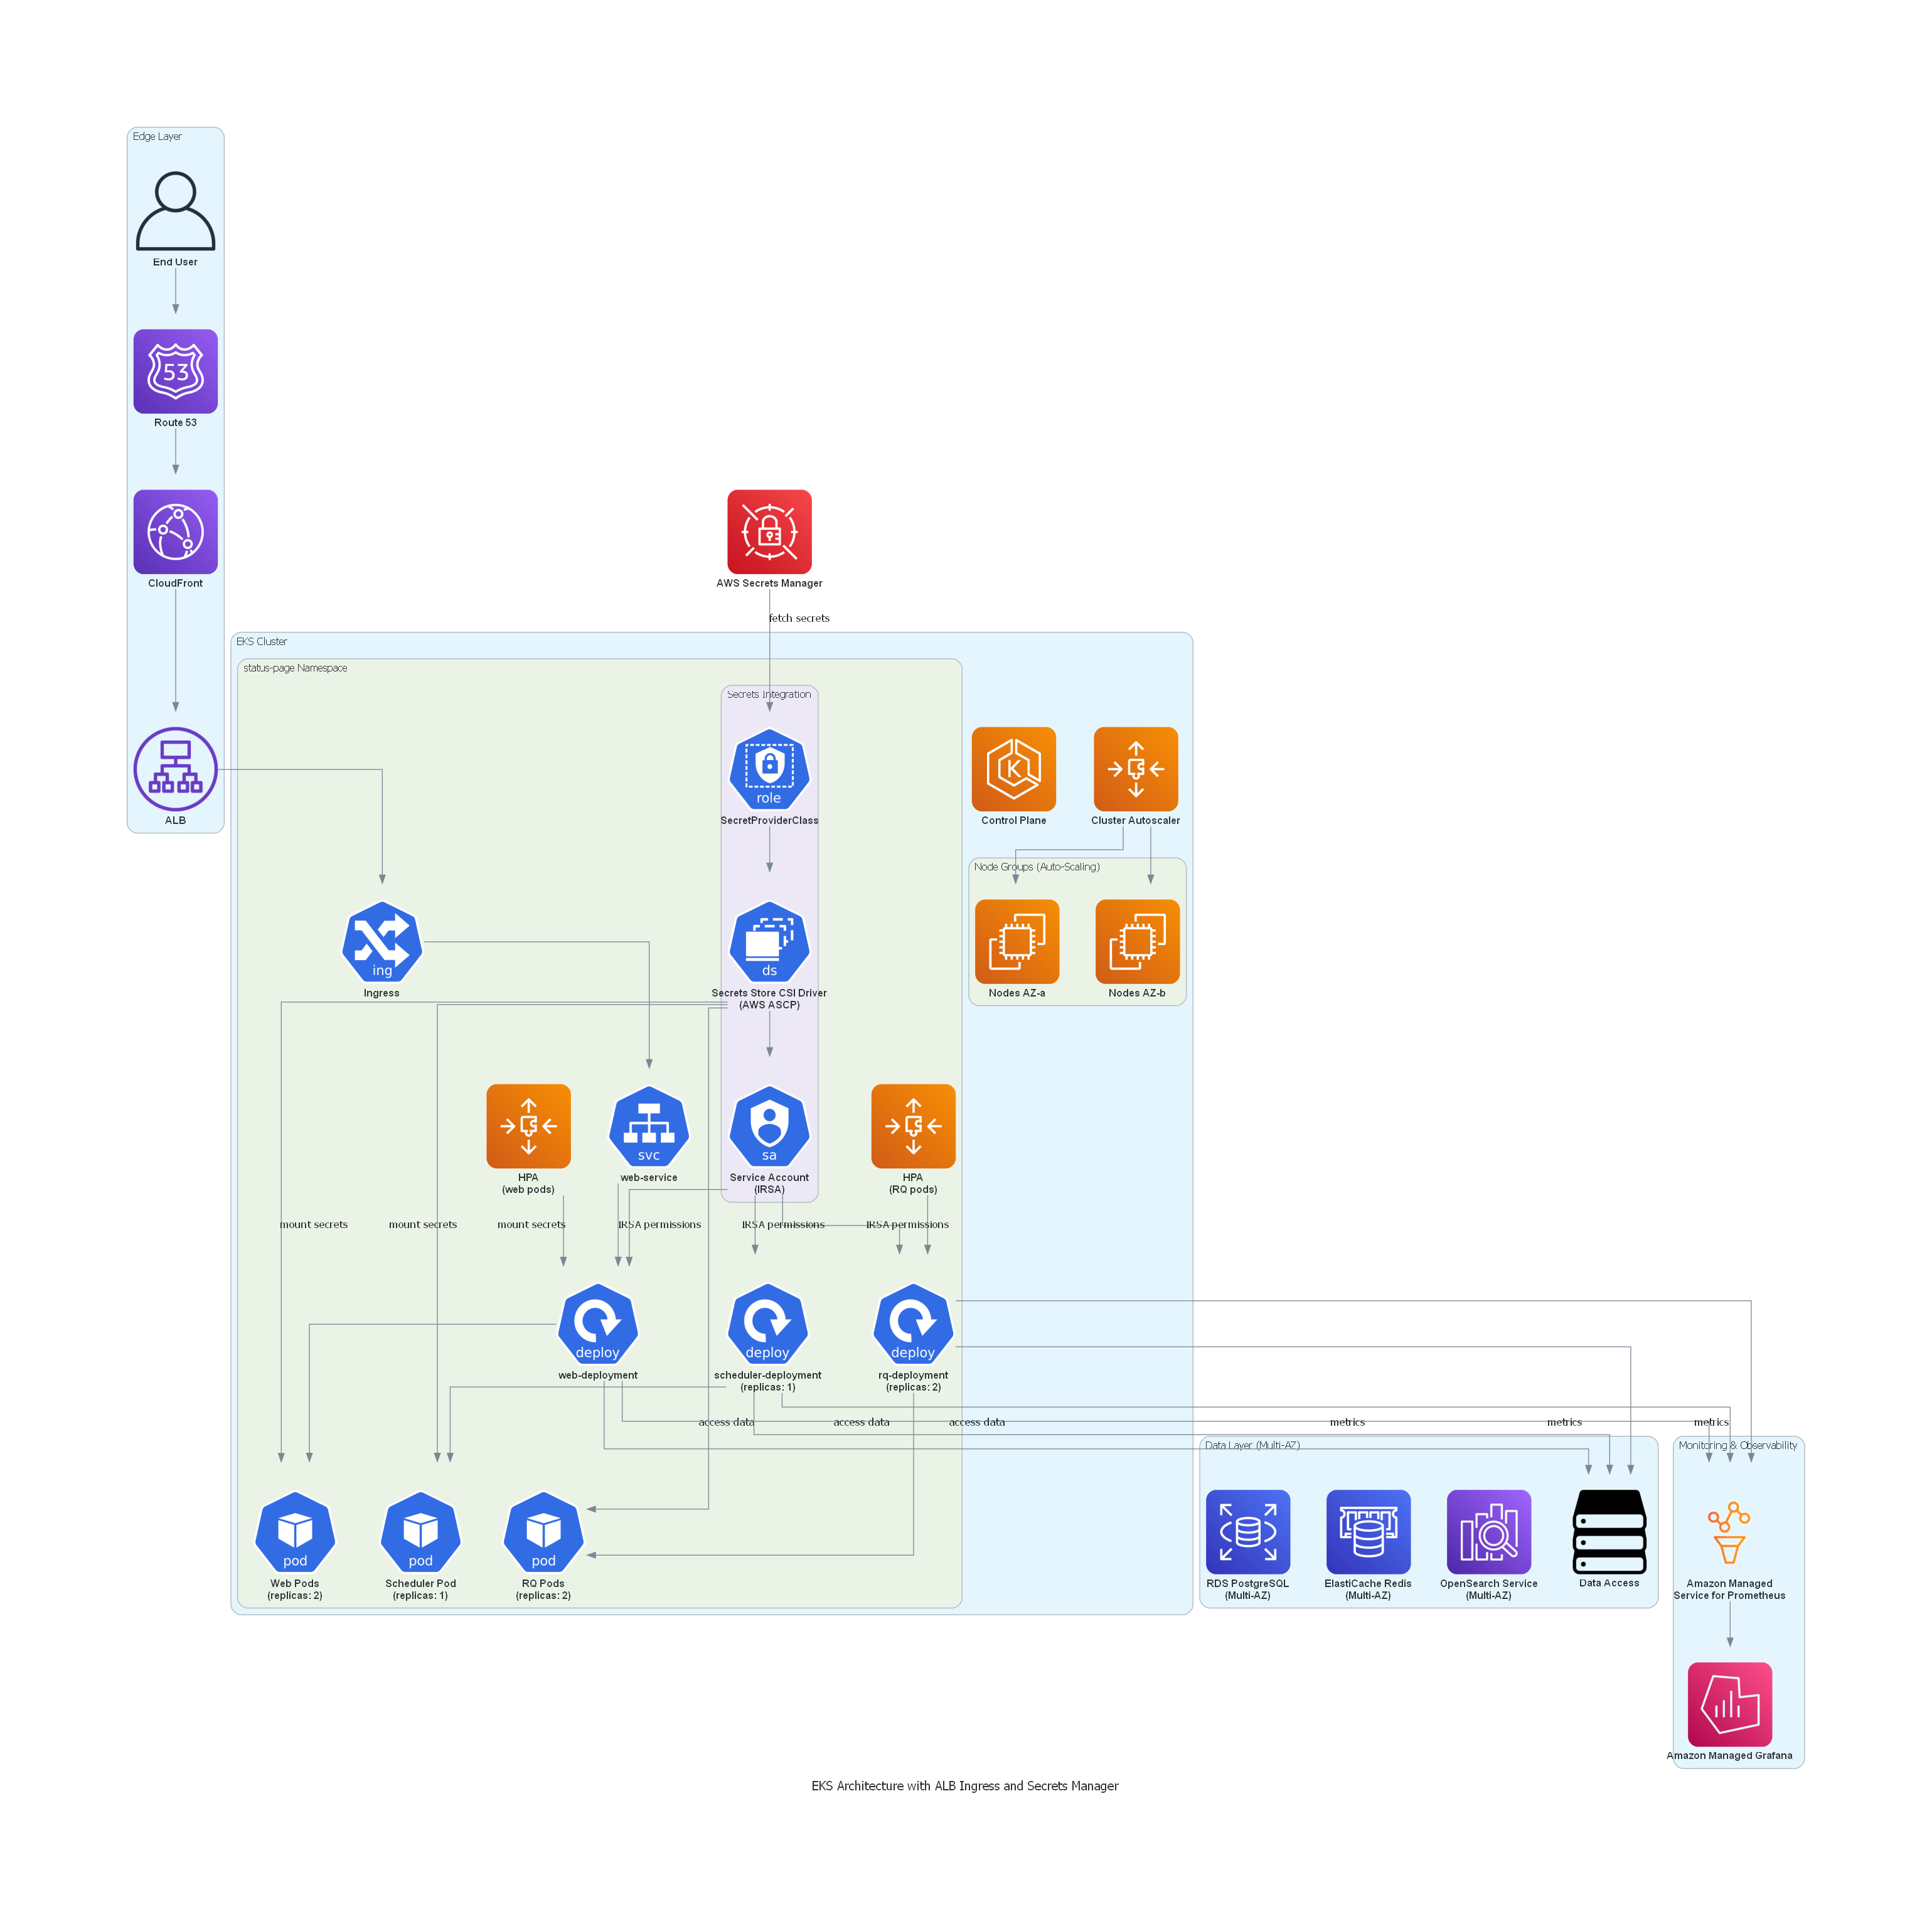 Edge Layer
End User
53
Route 53
CloudFront
AWS Secrets Manager
fetch secrets
EKS Cluster
status-page Namespace
Secrets Integration
role
SecretProviderClass
ALB
Control Plane
K
Cluster Autoscaler
Node Groups (Auto-Scaling)
ing
Ingress
ds
Secrets Store CSI Driver
(AWS ASCP)
Nodes AZ-a
Nodes AZ-b
HPA
(web pods)
svc
web-service
sa
Service Account
(IRSA)
HPA
(RQ pods)
mount secrets
mount secrets
mount secrets
IRSA permissions
IRSA permissions
IRSA permissions
deploy
web-deployment
deploy
scheduler-deployment
(replicas: 1)
deploy
rq-deployment
(replicas: 2)
access data
access data
access data
metrics
metrics
metrics
Data Layer (Multi-AZ)
Monitoring & Observability
pod
Web Pods
(replicas: 2)
pod
Scheduler Pod
(replicas: 1)
pod
RQ Pods
(replicas: 2)
RDS PostgreSQL
(Multi-AZ)
ElastiCache Redis
(Multi-AZ)
OpenSearch Service
(Multi-AZ)
Data Access
Amazon Managed
Service for Prometheus
Amazon Managed Grafana
EKS Architecture with ALB Ingress and Secrets Manager